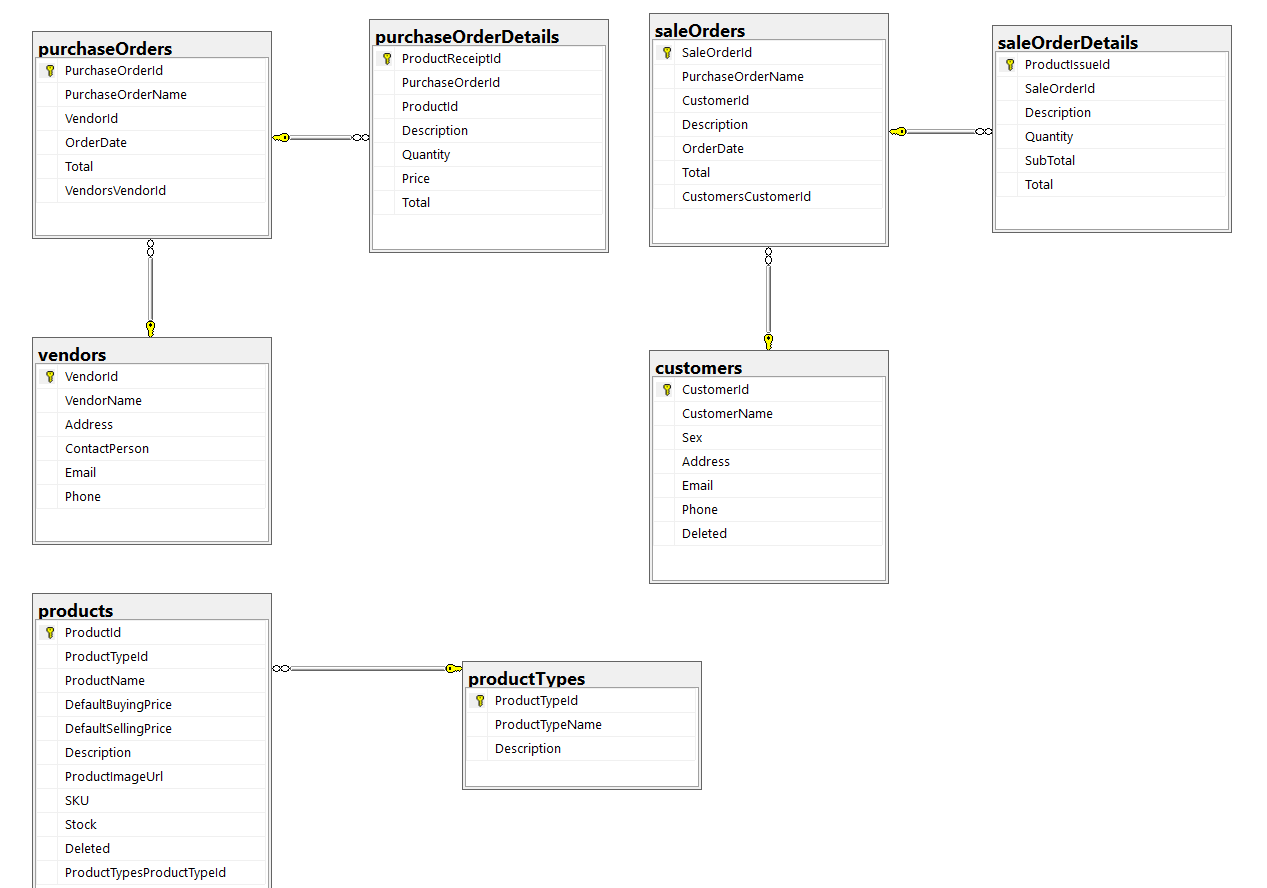 purchaseOrders
PurchaseOrderId
PurchaseOrderName
VendorId
OrderDate
Total
VendorsVendorId
purchaseOrderDetails
ProductReceiptId
PurchaseOrderId
ProductId
Description
Quantity
Price
Total
saleOrders
SaleOrderId
PurchaseOrderName
CustomerId
Description
OrderDate
Total
CustomersCustomerId
saleOrderDetails
ProductIssueId
SaleOrderId
Description
Quantity
SubTotal
Total
vendors
VendorId
VendorName
Address
ContactPerson
Email
Phone
customers
CustomerId
CustomerName
Sex
Address
Email
Phone
Deleted
products
ProductId
ProductTypeId
ProductName
DefaultBuyingPrice
DefaultSellingPrice
Description
ProductImageUrl
SKU
Stock
Deleted
ProductTypesProductTypeId
productTypes
ProductTypeId
ProductTypeName
Description